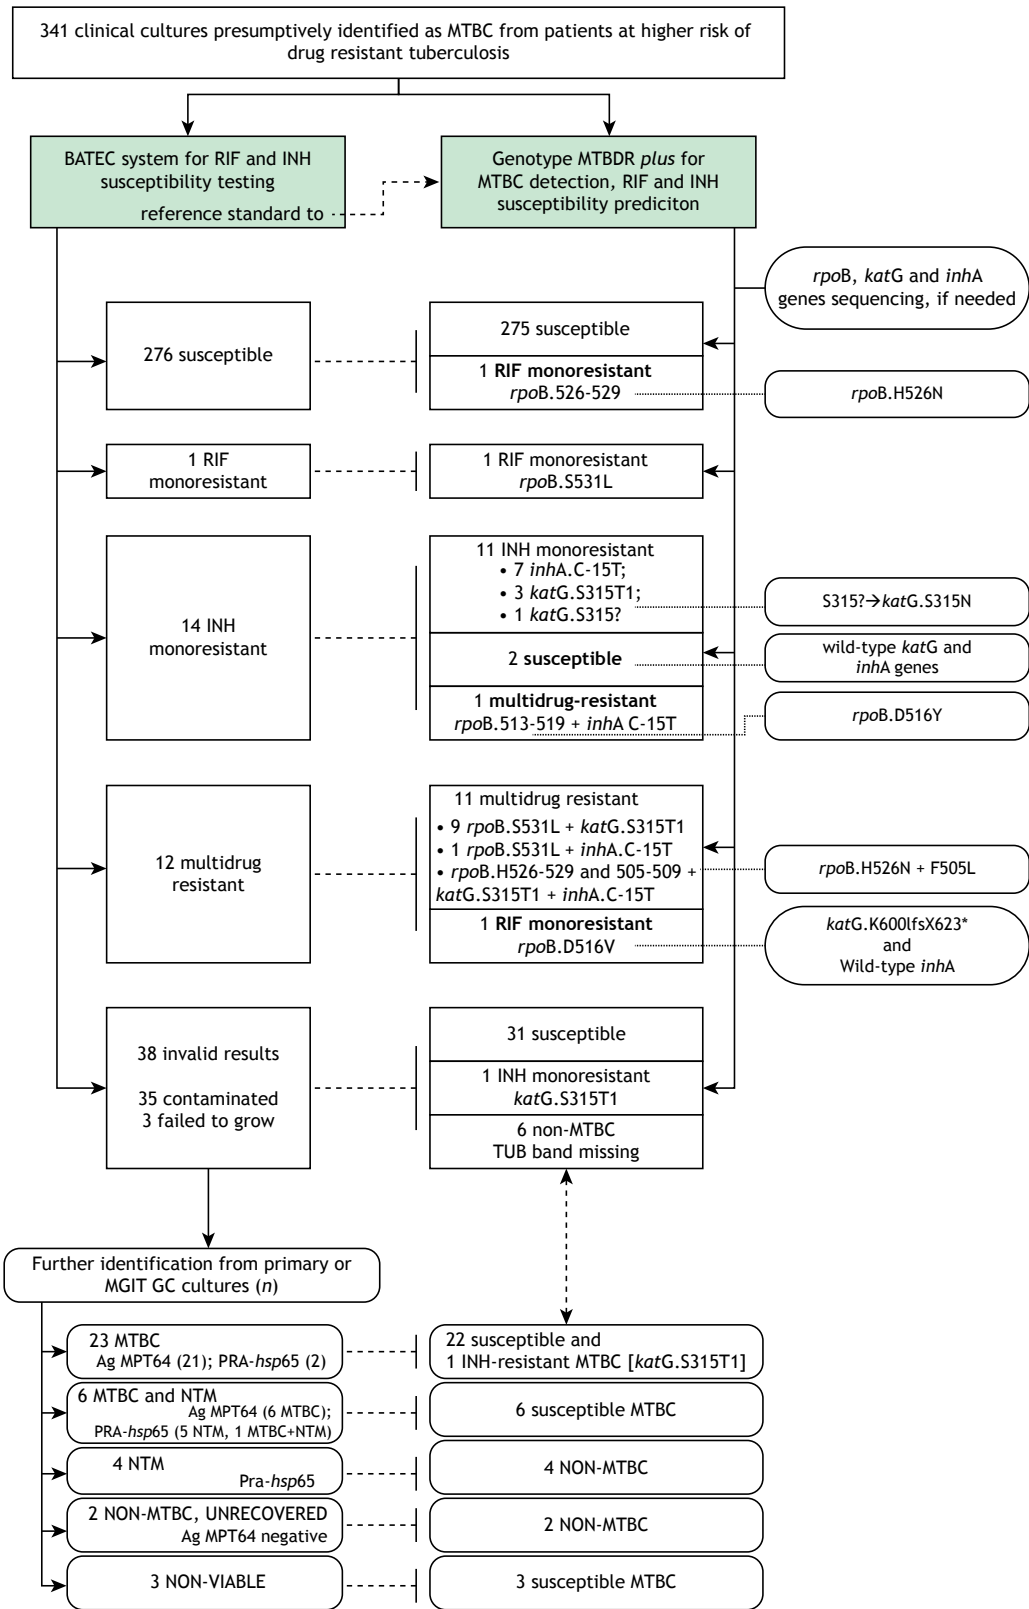 341 clinical cultures presumptively identified as MTBC from patients at higher risk of
drug resistant tuberculosis
BATEC system for RIF and INH
susceptibility testing
reference standard to
Genotype MTBDR plus for
MTBC detection, RIF and INH
susceptibility prediciton
rpoB, katG and inhA
genes sequencing, if needed
276 susceptible
275 susceptible
1 RIF monoresistant
rpoB.526-529
rpoB.H526N
1 RIF
monoresistant
1 RIF monoresistant
rpoB.S531L
14 INH
monoresistant
11 INH monoresistant
• 7 inhA.C-15T;
• 3 katG.S315T1;
• 1 katG.S315?
S315?→katG.S315N
2 susceptible
wild-type katG and
inhA genes
1 multidrug-resistant
rpoB.513-519 + inhA C-15T
rpoB.D516Y
12 multidrug
resistant
11 multidrug resistant
• 9 rpoB.S531L + katG.S315T1
• 1 rpoB.S531L + inhA.C-15T
• rpoB.H526-529 and 505-509 +
katG.S315T1 + inhA.C-15T
rpoB.H526N + F505L
1 RIF monoresistant
rpoB.D516V
katG.K600lfsX623*
and
Wild-type inhA
38 invalid results
35 contaminated
3 failed to grow
31 susceptible
1 INH monoresistant
katG.S315T1
6 non-MTBC
TUB band missing
Further identification from primary or
MGIT GC cultures (n)
23 MTBC
Ag MPT64 (21); PRA-hsp65 (2)
22 susceptible and
1 INH-resistant MTBC [katG.S315T1]
6 MTBC and NTM
Ag MPT64 (6 MTBC);
PRA-hsp65 (5 NTM, 1 MTBC+NTM)
6 susceptible MTBC
4 NTM
Pra-hsp65
4 NON-MTBC
2 NON-MTBC, UNRECOVERED
Ag MPT64 negative
2 NON-MTBC
3 NON-VIABLE
3 susceptible MTBC